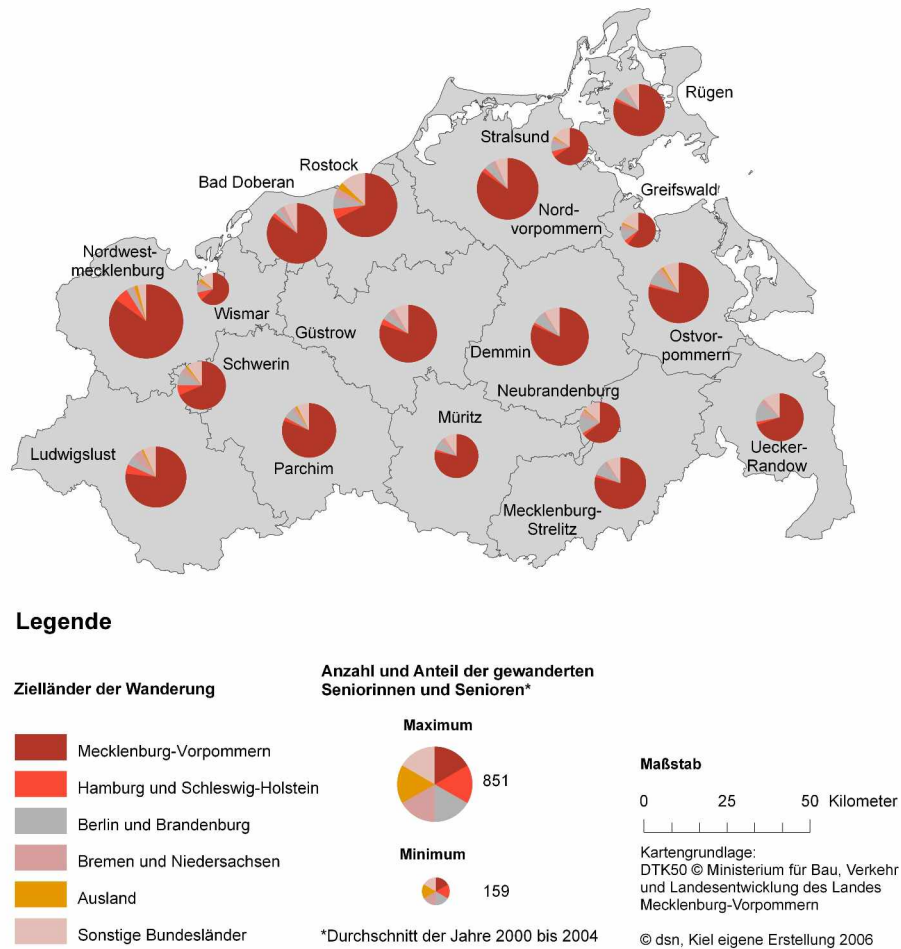 Rügen
Stralsund
Rostock
Bad Doberan
Greifswald
Nord-
vorpommern
Nordwest-
mecklenburg
Wismar
Güstrow
Demmin
Ostvor-
pommern
Schwerin
Neubrandenburg
Müritz
Ludwigslust
Parchim
Uecker-
Randow
Mecklenburg-
Strelitz
Legende
Zielländer der Wanderung
Mecklenburg-Vorpommern
Hamburg und Schleswig-Holstein
Berlin und Brandenburg
Bremen und Niedersachsen
Ausland
Sonstige Bundesländer
Anzahl und Anteil der gewanderten
Seniorinnen und Senioren*
Maximum
851
Minimum
159
*Durchschnitt der Jahre 2000 bis 2004
Maßstab
0 25 50 Kilometer
Kartengrundlage:
DTK50 © Ministerium für Bau, Verkehr
und Landesentwicklung des Landes
Mecklenburg-Vorpommern
© dsn, Kiel eigene Erstellung 2006